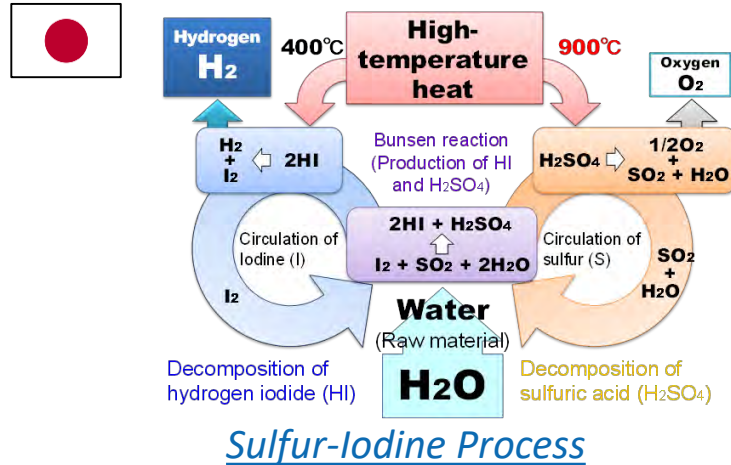 Hydrogen
H₂
400℃
High-
temperature
heat
900℃
Oxygen
O₂
H₂
+
I₂
2HI
Bunsen reaction
(Production of HI
and H₂SO₄)
H₂SO₄
1/2O₂
+
SO₂ + H₂O
2HI + H₂SO₄
I₂ + SO₂ + 2H₂O
Circulation of
Iodine (I)
I₂
Circulation of
sulfur (S)
SO₂
+
H₂O
Water
(Raw material)
H₂O
Decomposition of
hydrogen iodide (HI)
Decomposition of
sulfuric acid (H₂SO₄)
Sulfur-Iodine Process